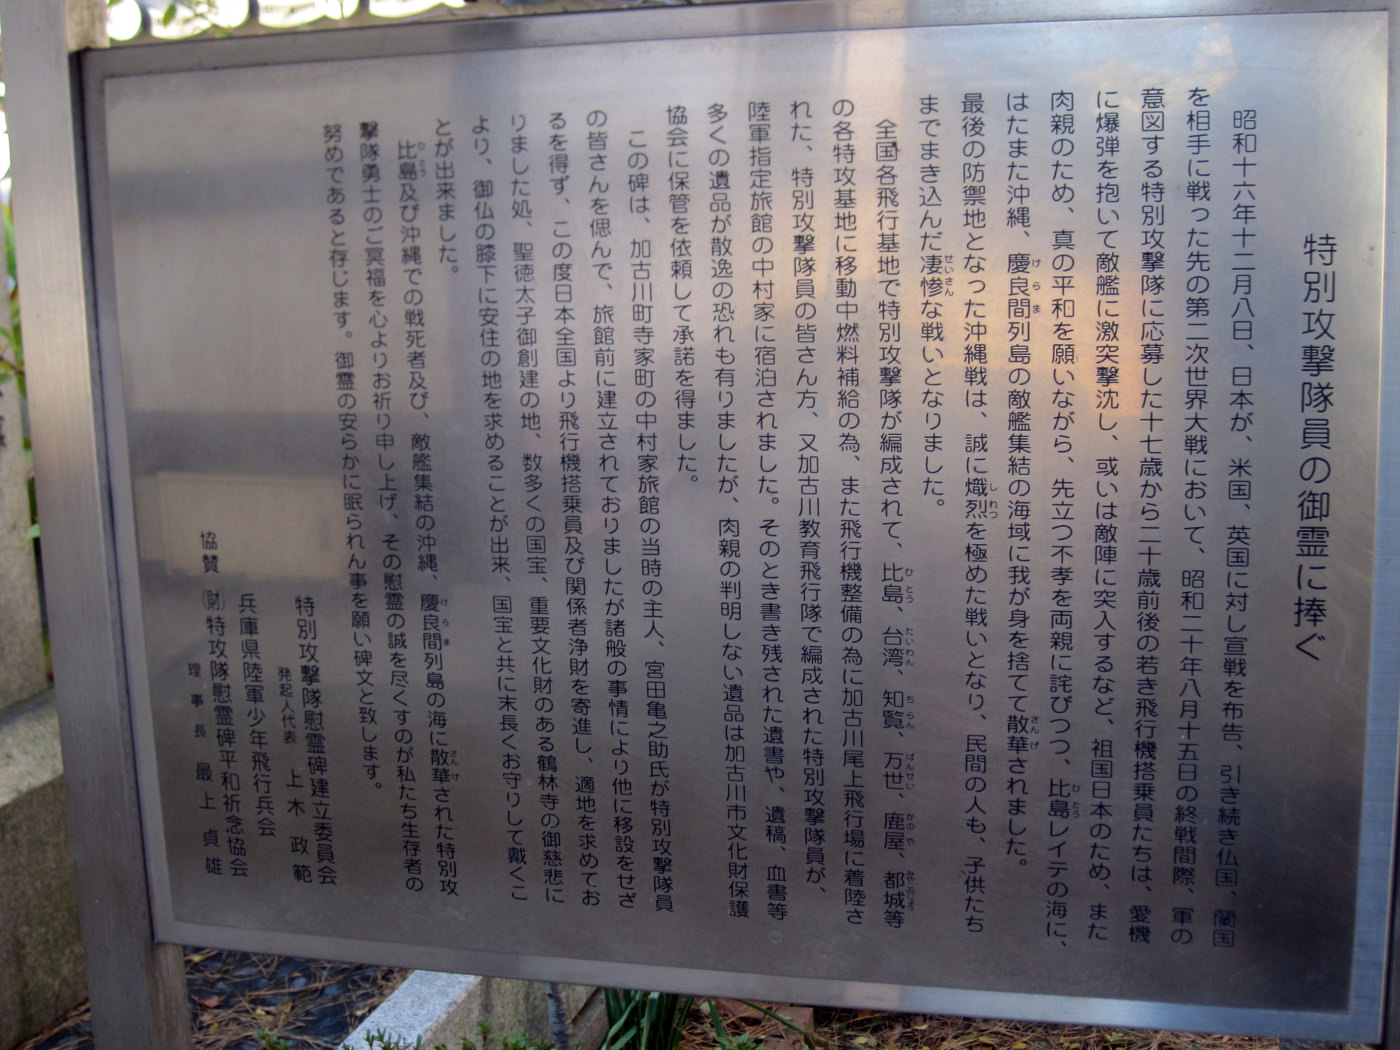 特別攻撃隊員の御霊に捧ぐ
昭和十六年十二月八日、日本が、米国、英国に対し宣戦を布告、引き続き仏国、蘭国
を相手に戦った先の第二次世界大戦において、昭和二十年八月十五日の終戦間際、軍の
意図する特別攻撃隊に応募した十七歳から二十歳前後の若き飛行機搭乗員たちは、愛機
に爆弾を抱いて敵艦に激突撃沈し、或いは敵陣に突入するなど、祖国日本のため、また
肉親のため、真の平和を願いながら、先立つ不孝を両親に詫びつつ、比島レイテの海に、
はたまた沖縄、慶良間列島の敵艦集結の海域に我が身を捨てて散華されました。
最後の防禦地となった沖縄戦は、誠に熾烈を極めた戦いとなり、民間の人も、子供たち
までまき込んだ凄惨な戦いとなりました。
全国各飛行基地で特別攻撃隊が編成されて、比島、台湾、知覧、万世、鹿屋、都城等
の各特攻基地に移動中燃料補給の為、また飛行機整備の為に加古川尾上飛行場に着陸さ
れた、特別攻撃隊員の皆さん方、又加古川教育飛行隊で編成された特別攻撃隊員が、
陸軍指定旅館の中村家に宿泊されました。そのとき書き残された遺書や、遺稿、血書等
多くの遺品が散逸の恐れも有りましたが、肉親の判明しない遺品は加古川市文化財保護
協会に保管を依頼して承諾を得ました。
この碑は、加古川町寺家町の中村家旅館の当時の主人、宮田亀之助氏が特別攻撃隊員
の皆さんを偲んで、旅館前に建立されておりましたが諸般の事情により他に移設をせざ
るを得ず、この度日本全国より飛行機搭乗員及び関係者浄財を寄進し、適地を求めてお
りました処、聖徳太子御創建の地、数多くの国宝、重要文化財のある鶴林寺の御慈悲に
より、御仏の膝下に安住の地を求めることが出来、国宝と共に末長くお守りして戴くこ
とが出来ました。
比島及び沖縄での戦死者及び、敵艦集結の沖縄、慶良間列島の海に散華された特別攻
撃隊勇士のご冥福を心よりお祈り申し上げ、その慰霊の誠を尽くすのが私たち生存者の
努めであると存じます。御霊の安らかに眠られん事を願い碑文と致します。
特別攻撃隊慰霊碑建立委員会
発起人代表 上木政範
兵庫県陸軍少年飛行兵会
協賛 ㈶特攻隊慰霊碑平和祈念協会
理事長 最上貞雄